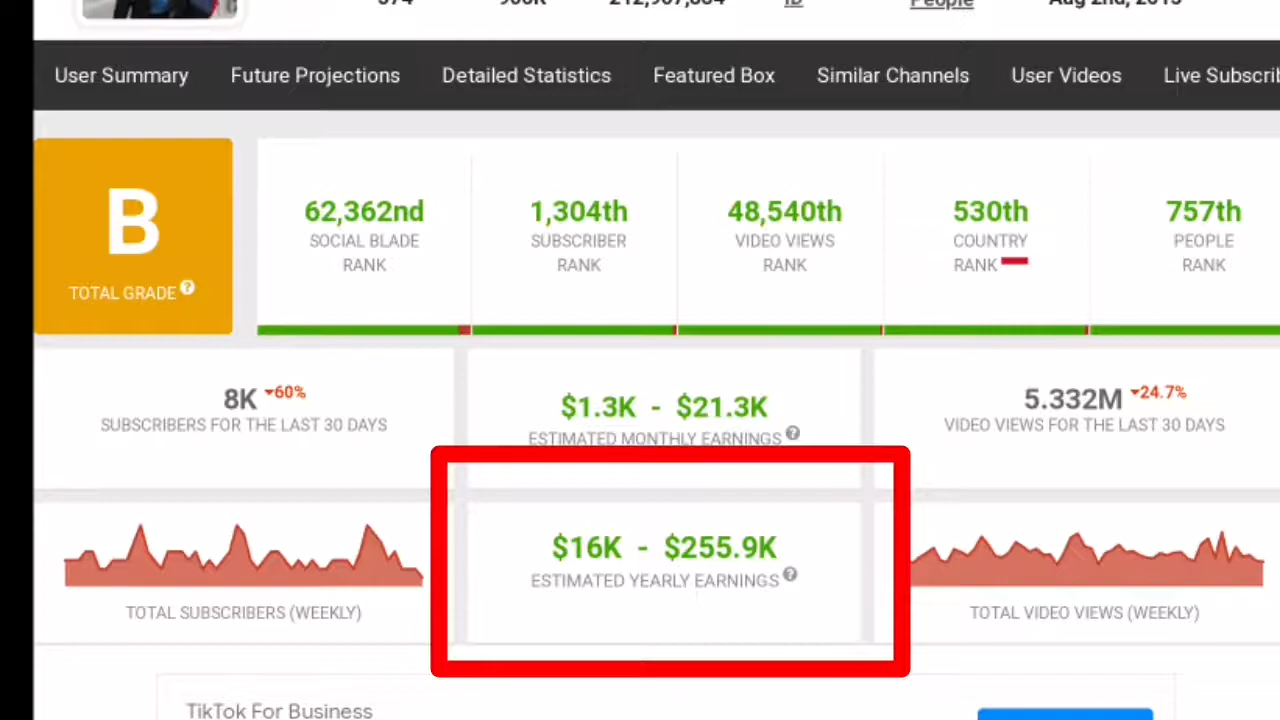 ID
People
User Summary Future Projections Detailed Statistics Featured Box Similar Channels User Videos Live Subscrib
B
TOTAL GRADE
62,362nd
SOCIAL BLADE
RANK
1,304th
SUBSCRIBER
RANK
48,540th
VIDEO VIEWS
RANK
530th
COUNTRY
RANK
757th
PEOPLE
RANK
8K 60%
SUBSCRIBERS FOR THE LAST 30 DAYS
$1.3K - $21.3K
ESTIMATED MONTHLY EARNINGS
5.332M 24.7%
VIDEO VIEWS FOR THE LAST 30 DAYS
TOTAL SUBSCRIBERS (WEEKLY)
$16K - $255.9K
ESTIMATED YEARLY EARNINGS
TOTAL VIDEO VIEWS (WEEKLY)
TikTok For Business